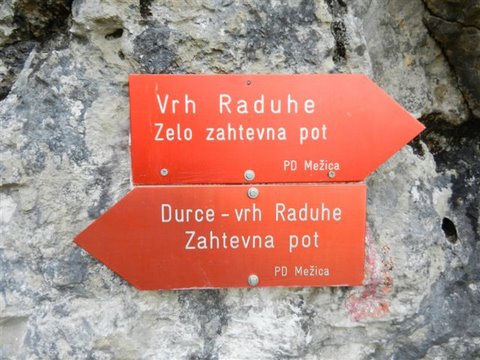 Vrh Raduhe
Zelo zahtevna pot
PD Mežica
Durce - vrh Raduhe
Zahtevna pot
PD Mežica